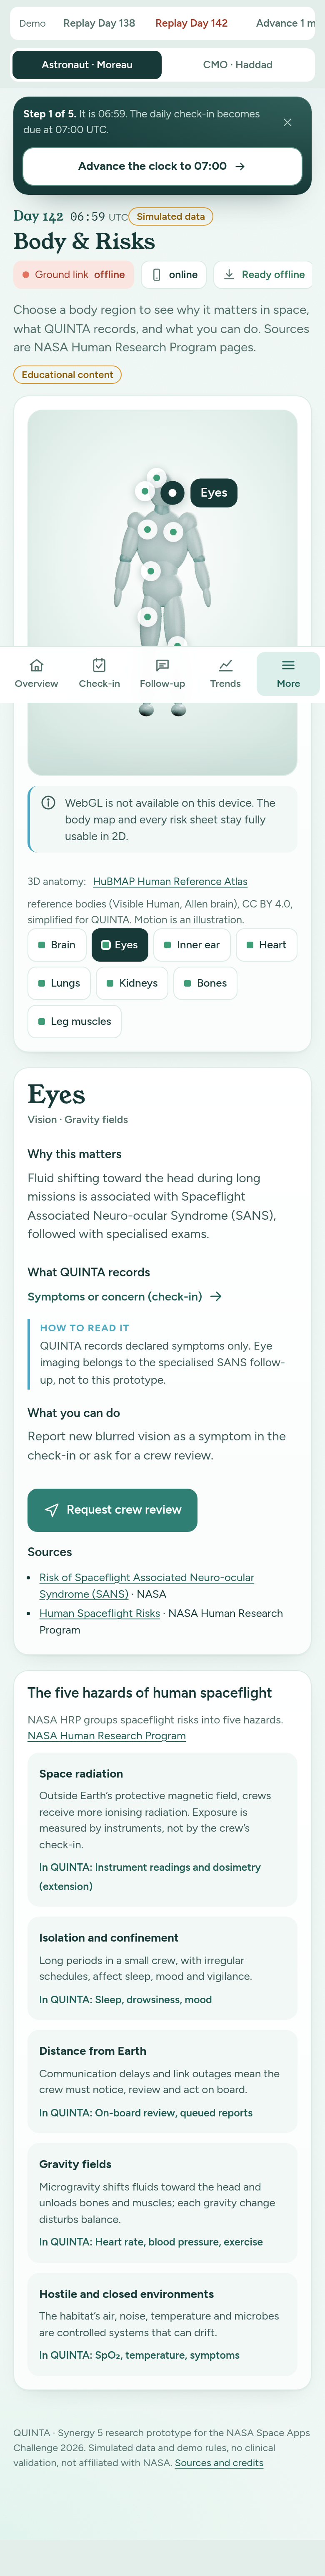 Demo Replay Day 138 Replay Day 142 Advance 1 m
Astronaut · Moreau CMO · Haddad
Step 1 of 5. It is 06:59. The daily check-in becomes
due at 07:00 UTC.
Advance the clock to 07:00 →
Day 142 06:59 UTC Simulated data
Body & Risks
Ground link offline online Ready offline
Choose a body region to see why it matters in space,
what QUINTA records, and what you can do. Sources
are NASA Human Research Program pages.
Educational content
Eyes
Overview Check-in Follow-up Trends More
WebGL is not available on this device. The
body map and every risk sheet stay fully
usable in 2D.
3D anatomy: HuBMAP Human Reference Atlas
reference bodies (Visible Human, Allen brain), CC BY 4.0,
simplified for QUINTA. Motion is an illustration.
Brain Eyes Inner ear Heart
Lungs Kidneys Bones
Leg muscles
Eyes
Vision · Gravity fields
Why this matters
Fluid shifting toward the head during long
missions is associated with Spaceflight
Associated Neuro-ocular Syndrome (SANS),
followed with specialised exams.
What QUINTA records
Symptoms or concern (check-in) →
HOW TO READ IT
QUINTA records declared symptoms only. Eye
imaging belongs to the specialised SANS follow-
up, not to this prototype.
What you can do
Report new blurred vision as a symptom in the
check-in or ask for a crew review.
Request crew review
Sources
• Risk of Spaceflight Associated Neuro-ocular
Syndrome (SANS) · NASA
• Human Spaceflight Risks · NASA Human Research
Program
The five hazards of human spaceflight
NASA HRP groups spaceflight risks into five hazards.
NASA Human Research Program
Space radiation
Outside Earth's protective magnetic field, crews
receive more ionising radiation. Exposure is
measured by instruments, not by the crew's
check-in.
In QUINTA: Instrument readings and dosimetry
(extension)
Isolation and confinement
Long periods in a small crew, with irregular
schedules, affect sleep, mood and vigilance.
In QUINTA: Sleep, drowsiness, mood
Distance from Earth
Communication delays and link outages mean the
crew must notice, review and act on board.
In QUINTA: On-board review, queued reports
Gravity fields
Microgravity shifts fluids toward the head and
unloads bones and muscles; each gravity change
disturbs balance.
In QUINTA: Heart rate, blood pressure, exercise
Hostile and closed environments
The habitat's air, noise, temperature and microbes
are controlled systems that can drift.
In QUINTA: SpO₂, temperature, symptoms
QUINTA · Synergy 5 research prototype for the NASA Space Apps
Challenge 2026. Simulated data and demo rules, no clinical
validation, not affiliated with NASA. Sources and credits